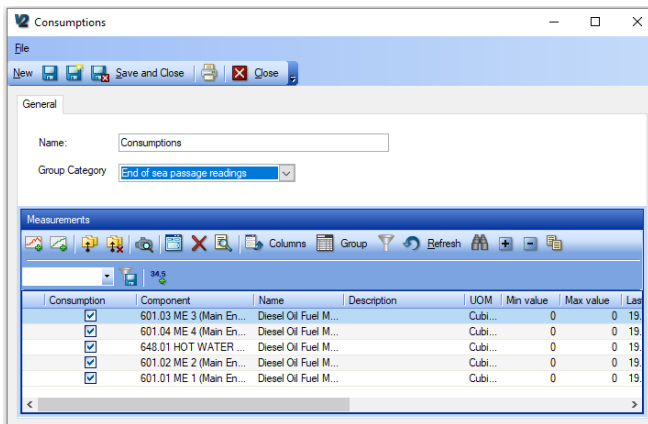 V2 Consumptions
File
New Save and Close Close
General
Name: Consumptions
Group Category End of sea passage readings
Measurements
Columns Group Refresh
34,5
Consumption Component Name Description UOM Min value Max value Las
601.03 ME 3 (Main En... Diesel Oil Fuel M... Cubi... 0 0 19.
601.04 ME 4 (Main En... Diesel Oil Fuel M... Cubi... 0 0 19.
648.01 HOT WATER ... Diesel Oil Fuel M... Cubi... 0 0 19.
601.02 ME 2 (Main En... Diesel Oil Fuel M... Cubi... 0 0 19.
601.01 ME 1 (Main En... Diesel Oil Fuel M... Cubi... 0 0 19.